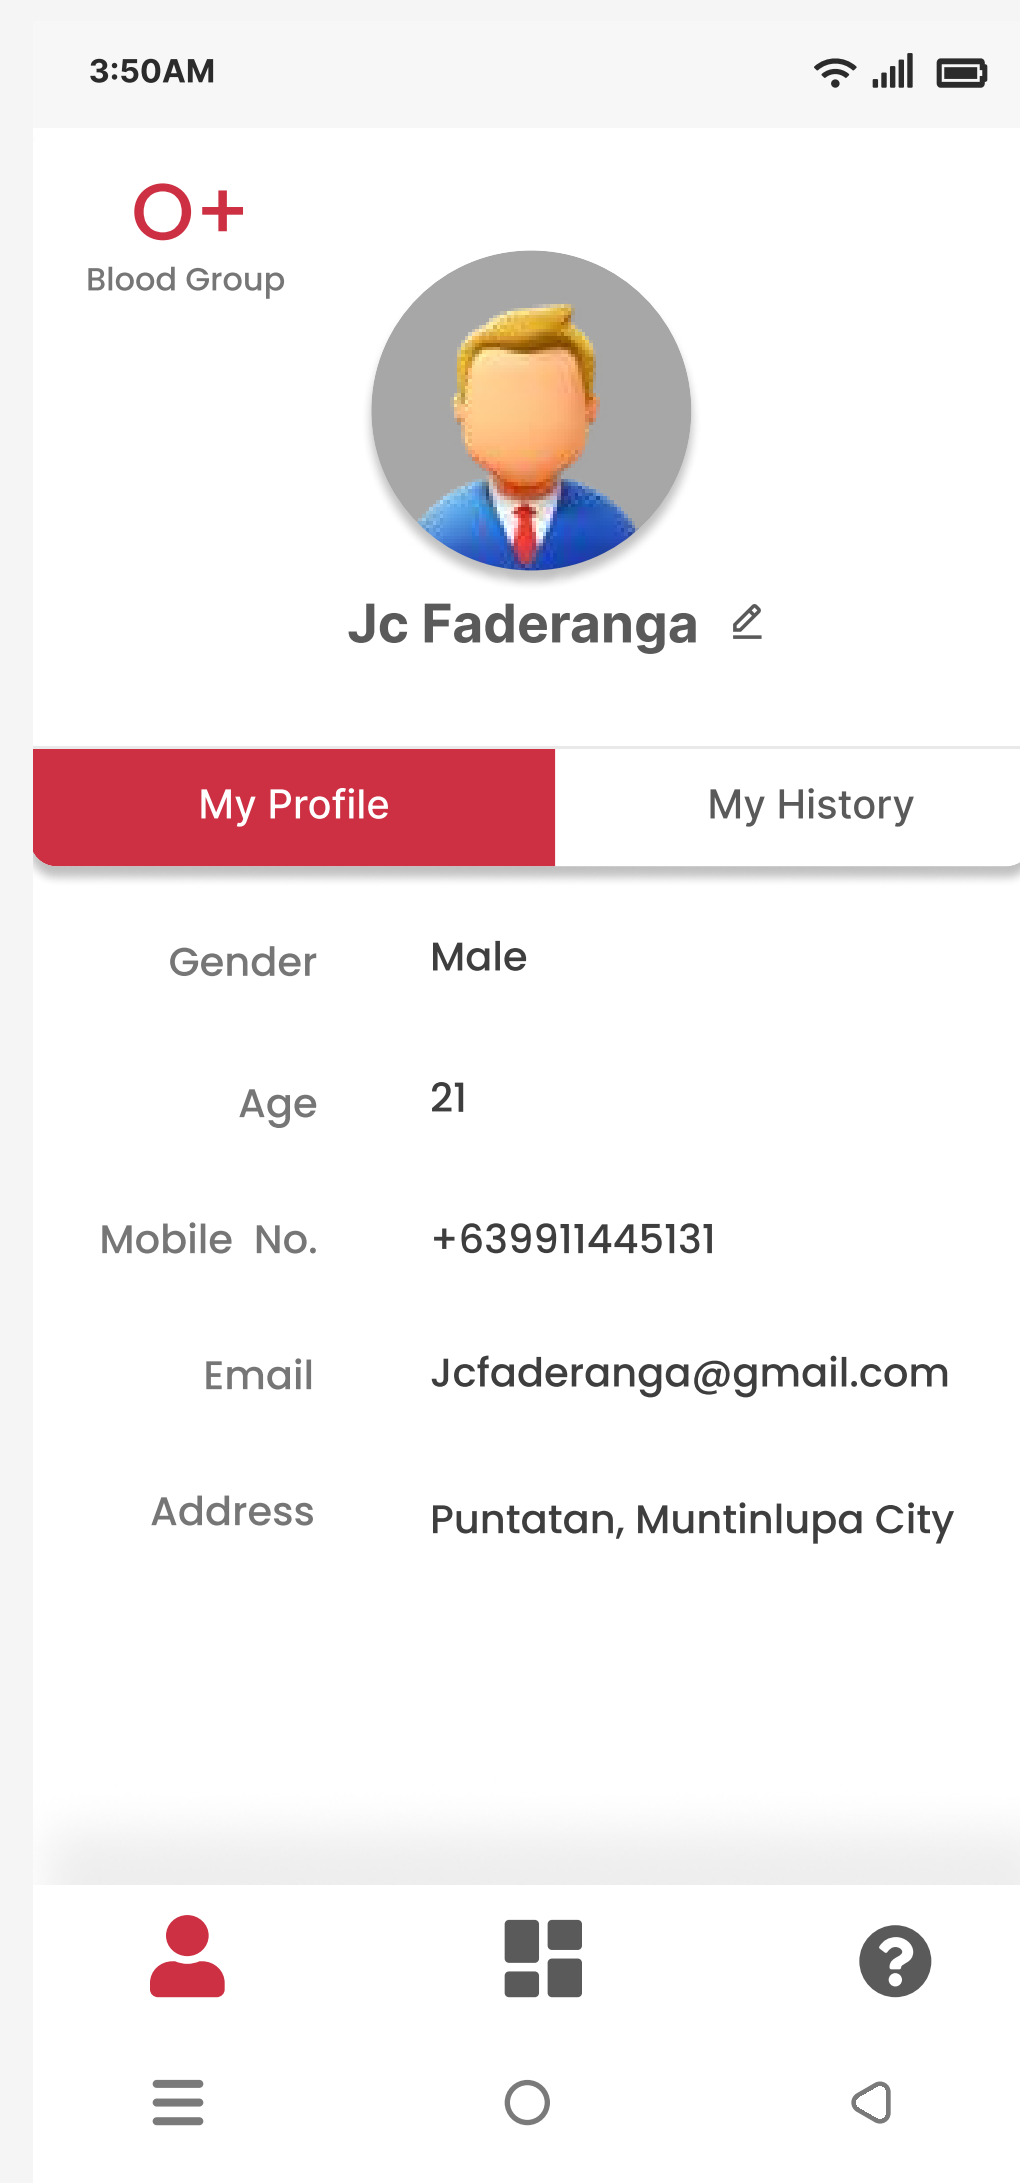 3:50AM
O+
Blood Group
Jc Faderanga
My Profile
My History
Gender
Male
Age
21
Mobile No.
+639911445131
Email
Jcfaderanga@gmail.com
Address
Puntatan, Muntinlupa City
?